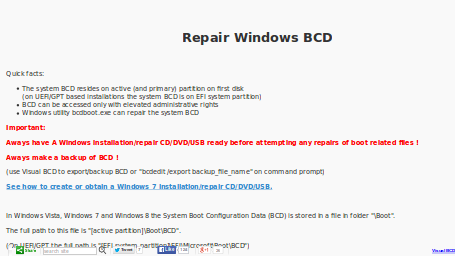 Repair Windows BCD
Quick facts:
The system BCD resides on active (and primary) partition on first disk
(on UEFI/GPT based installations the system BCD is on EFI system partition)
BCD can be accessed only with elevated administrative rights
Windows utility bcdboot.exe can repair the system BCD
Important:
Aways have A Windows Installation/repair CD/DVD/USB ready before attempting any repairs of boot related files !
Aways make a backup of BCD !
(use Visual BCD to export/backup BCD or "bcdedit /export backup_file_name" on command prompt)
See how to create or obtain a Windows 7 Installation/repair CD/DVD/USB.
In Windows Vista, Windows 7 and Windows 8 the System Boot Configuration Data (BCD) is stored in a file in folder "\Boot".
The full path to this file is "[active partition]\Boot\BCD".
(On UEFI/GPT the full path is "[EFI system partition]\EFI\Microsoft\Boot\BCD")
Share
search site
Tweet
Like
Visual BCD